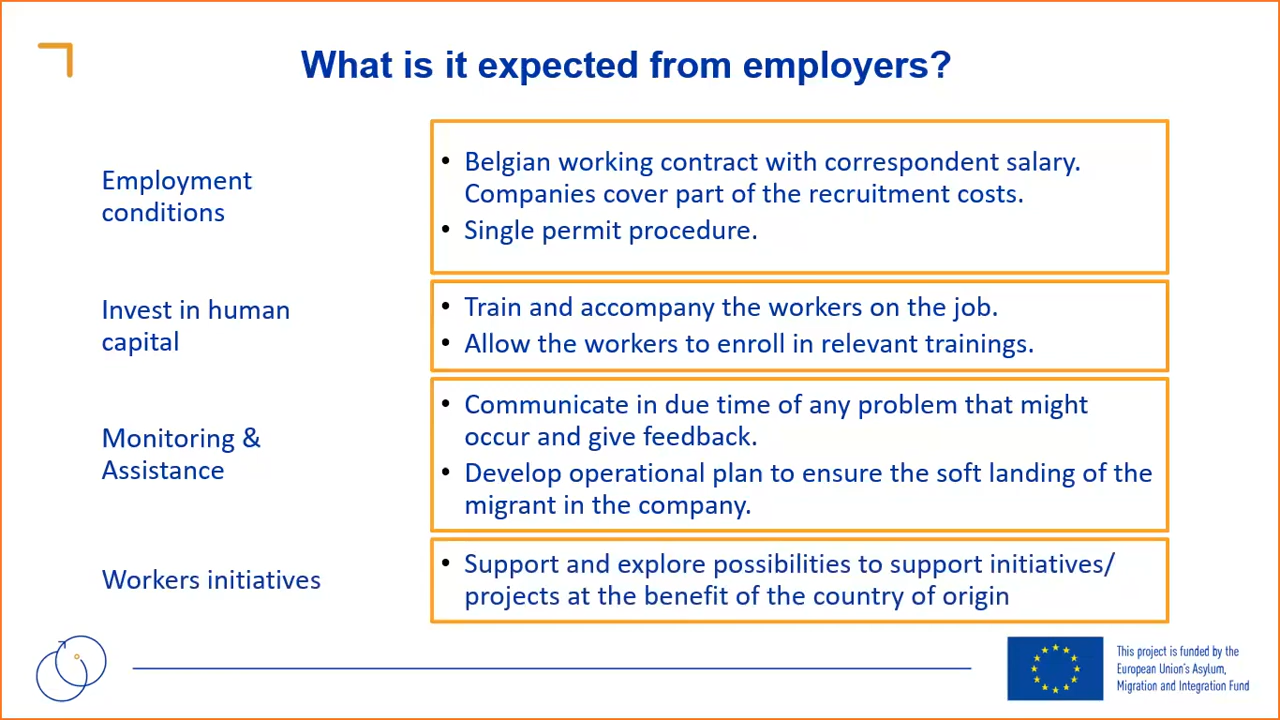 What is it expected from employers?
Employment
conditions
• Belgian working contract with correspondent salary.
Companies cover part of the recruitment costs.
• Single permit procedure.
Invest in human
capital
• Train and accompany the workers on the job.
• Allow the workers to enroll in relevant trainings.
Monitoring &
Assistance
• Communicate in due time of any problem that might
occur and give feedback.
• Develop operational plan to ensure the soft landing of the
migrant in the company.
Workers initiatives
• Support and explore possibilities to support initiatives/
projects at the benefit of the country of origin
This project is funded by the
European Union's Asylum,
Migration and Integration Fund